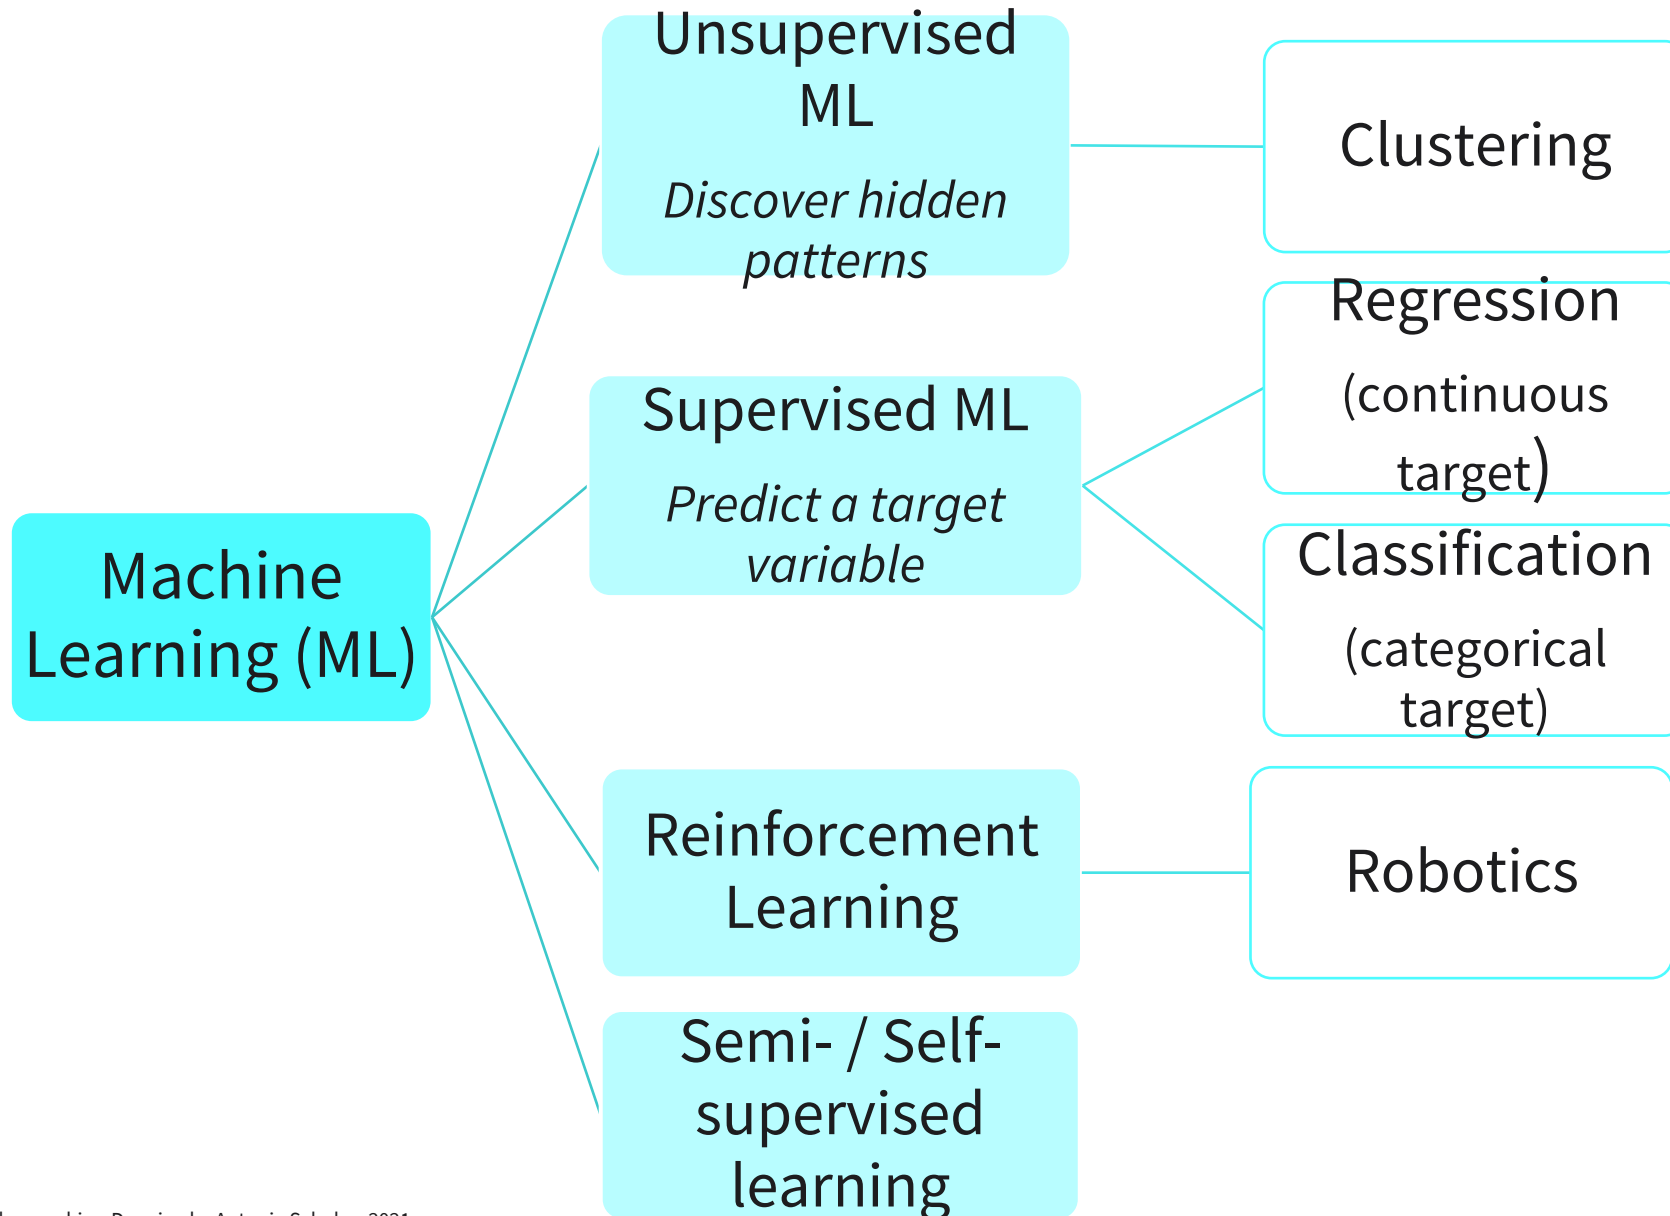 Unsupervised
ML
Discover hidden
patterns
Clustering
Regression
(continuous
target)
Supervised ML
Predict a target
variable
Classification
(categorical
target)
Machine
Learning (ML)
Reinforcement
Learning
Robotics
Semi- / Self-
supervised
learning